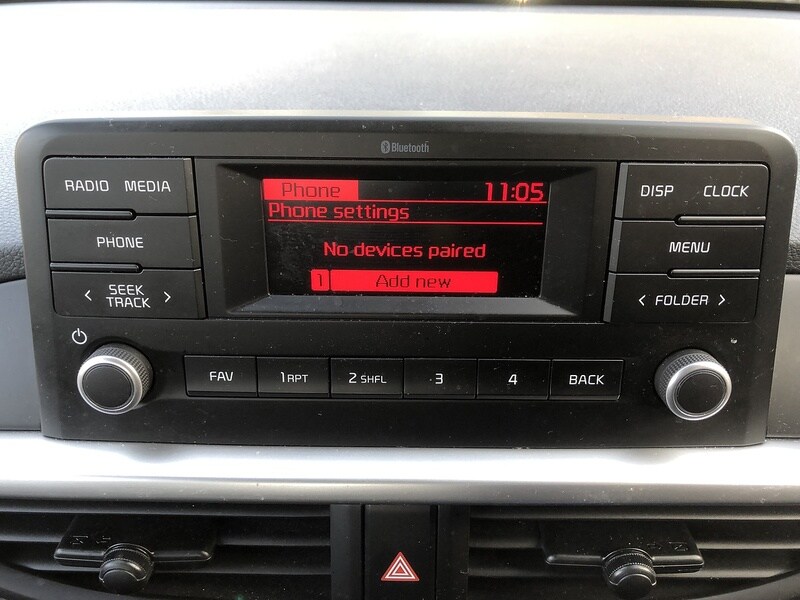 Bluetooth
RADIO MEDIA
PHONE
< SEEK TRACK >
Phone 11:05
Phone settings
No devices paired
1 Add new
DISP CLOCK
MENU
< FOLDER >
FAV
1 RPT
2 SHFL
3
4
BACK